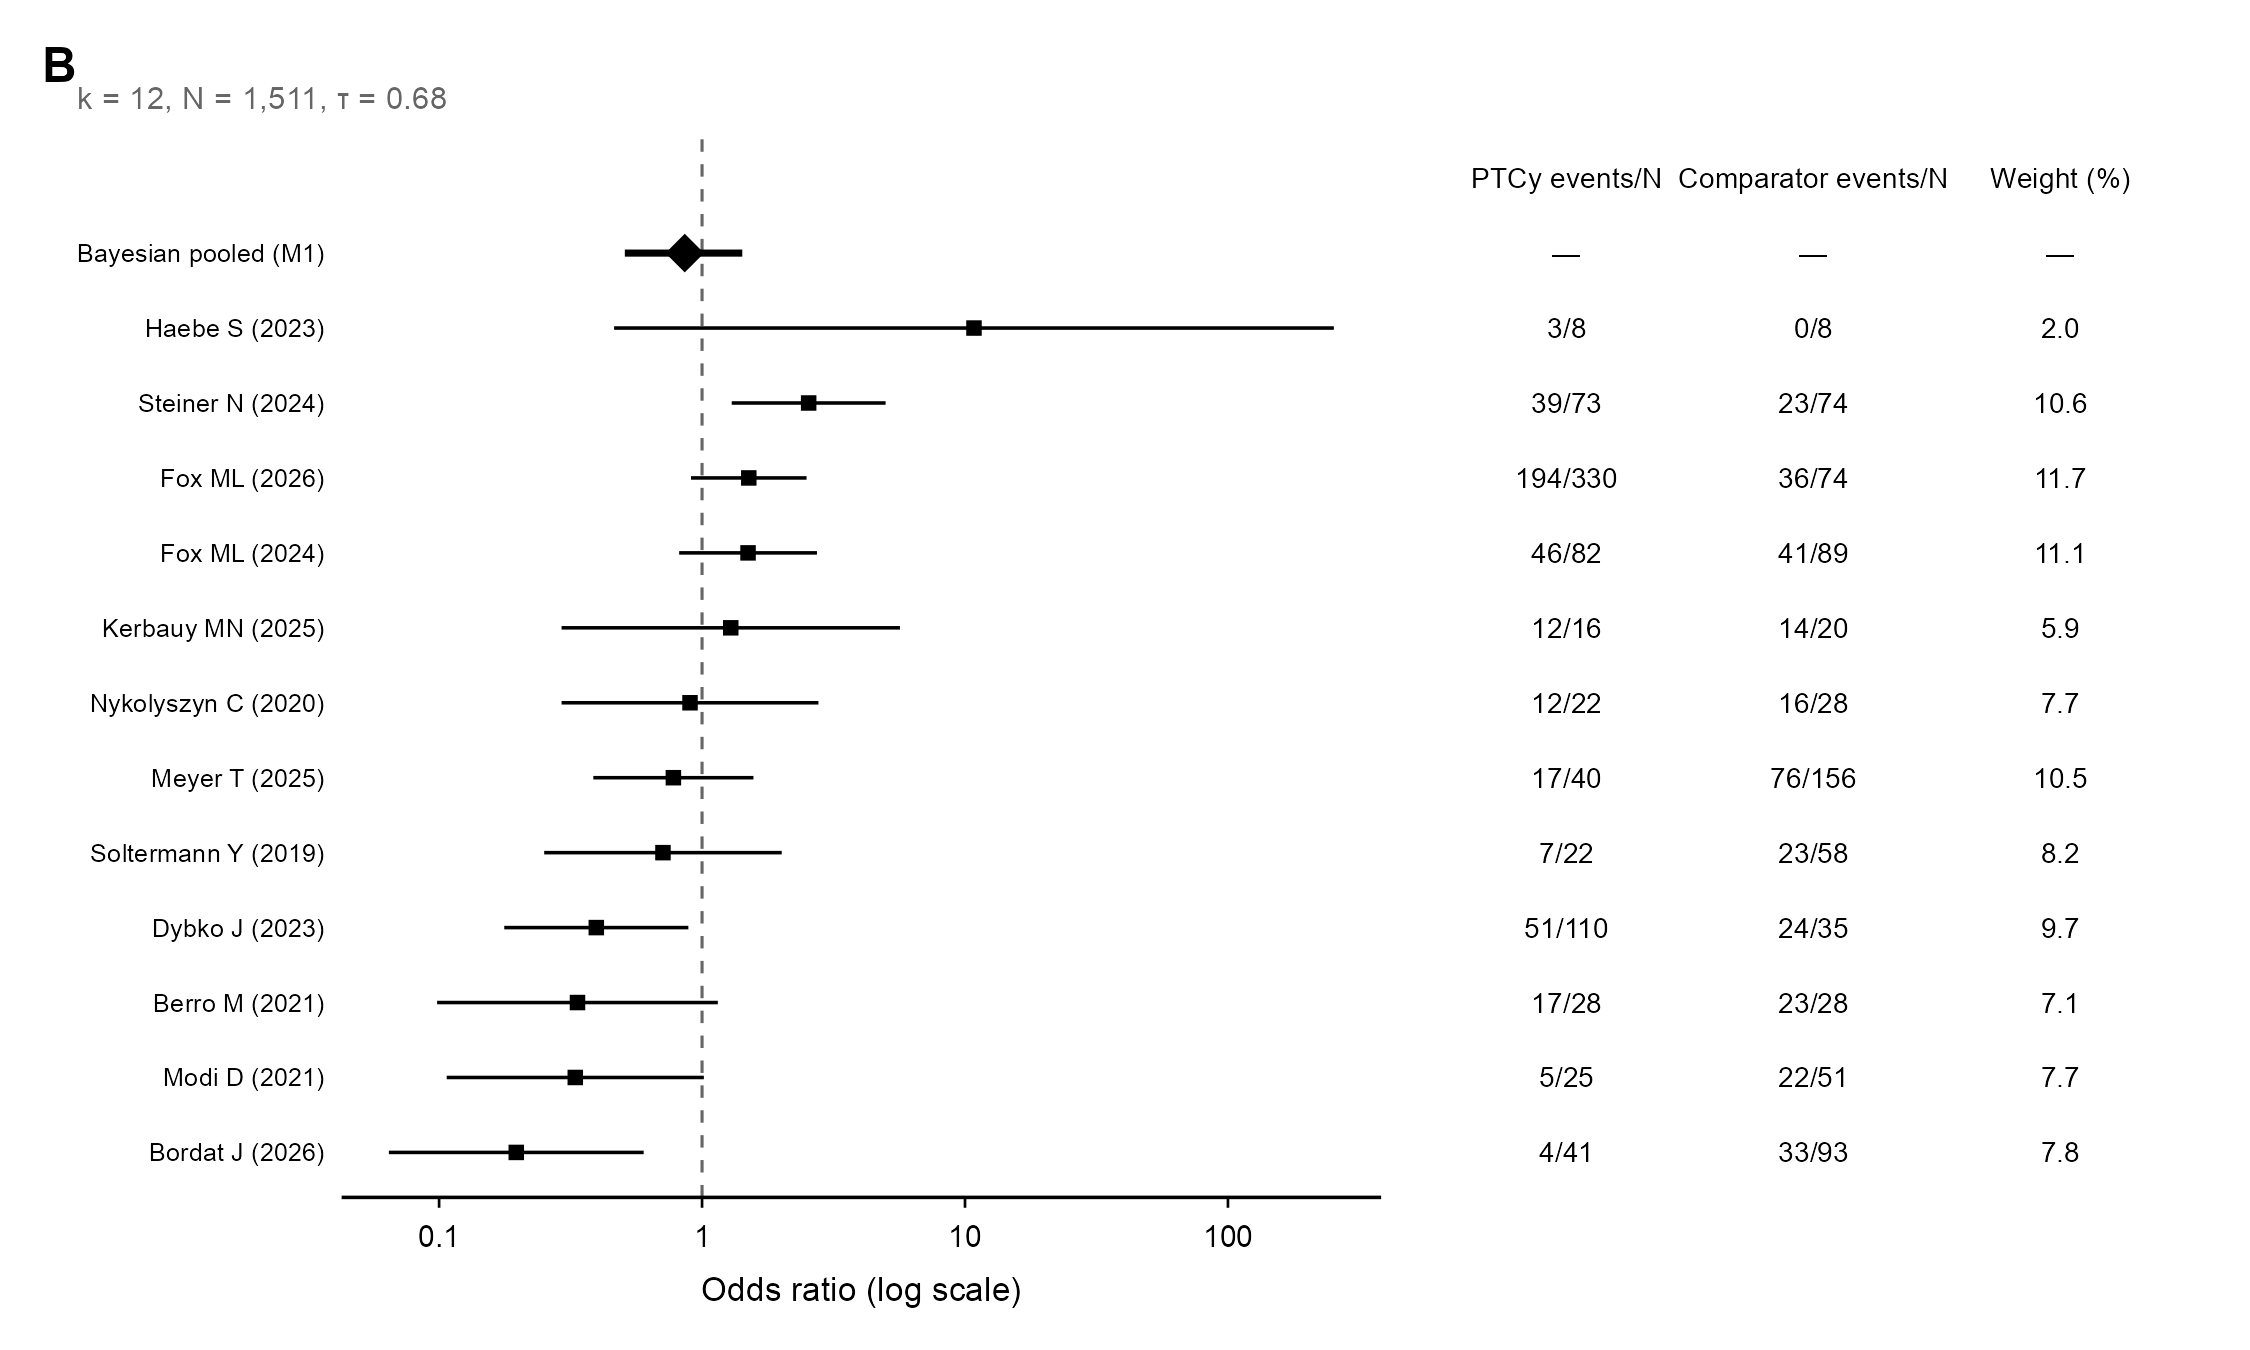 B
k = 12, N = 1,511, τ = 0.68
PTCy events/N Comparator events/N Weight (%)
Bayesian pooled (M1) — — —
Haebe S (2023) 3/8 0/8 2.0
Steiner N (2024) 39/73 23/74 10.6
Fox ML (2026) 194/330 36/74 11.7
Fox ML (2024) 46/82 41/89 11.1
Kerbauy MN (2025) 12/16 14/20 5.9
Nykolyszyn C (2020) 12/22 16/28 7.7
Meyer T (2025) 17/40 76/156 10.5
Soltermann Y (2019) 7/22 23/58 8.2
Dybko J (2023) 51/110 24/35 9.7
Berro M (2021) 17/28 23/28 7.1
Modi D (2021) 5/25 22/51 7.7
Bordat J (2026) 4/41 33/93 7.8
0.1 1 10 100
Odds ratio (log scale)